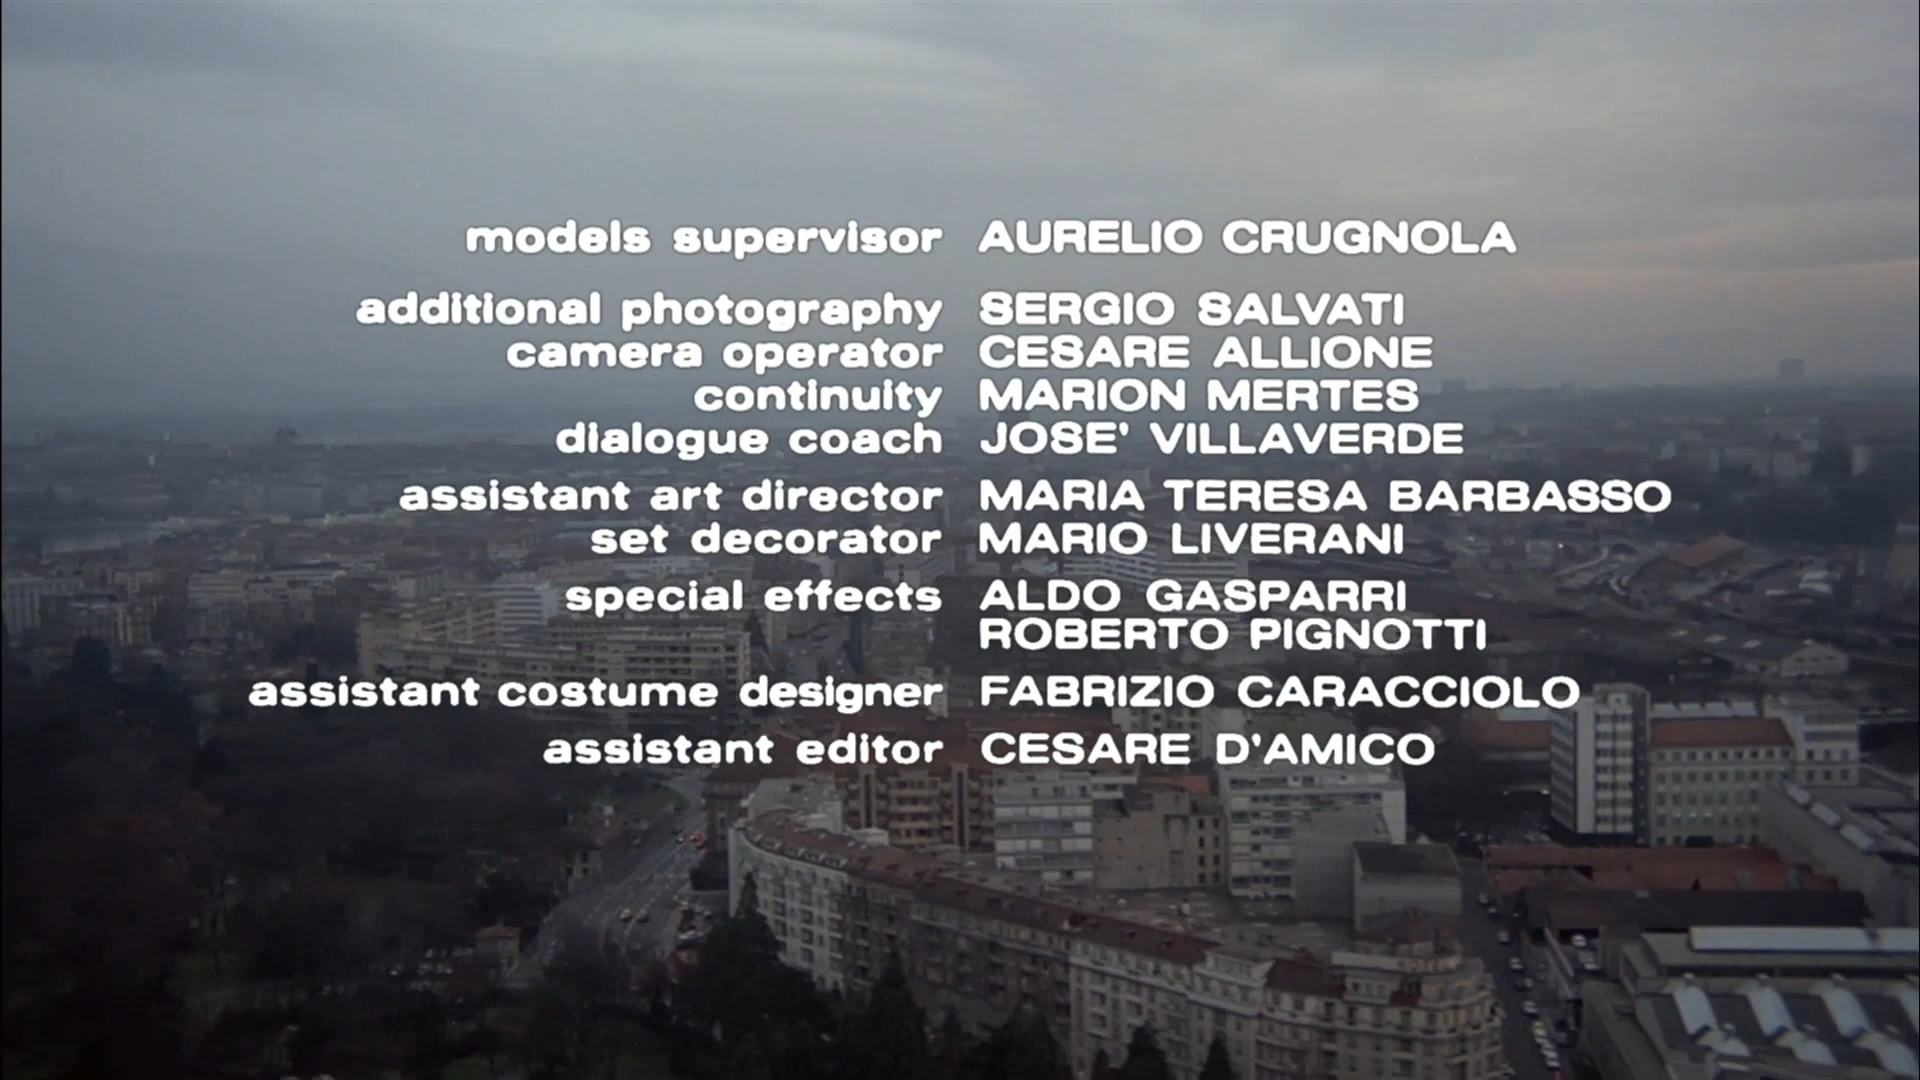 models supervisor AURELIO CRUGNOLA
additional photography SERGIO SALVATI
camera operator CESARE ALLIONE
continuity MARION MERTES
dialogue coach JOSE' VILLAVERDE
assistant art director MARIA TERESA BARBASSO
set decorator MARIO LIVERANI
special effects ALDO GASPARRI
ROBERTO PIGNOTTI
assistant costume designer FABRIZIO CARACCIOLO
assistant editor CESARE D'AMICO